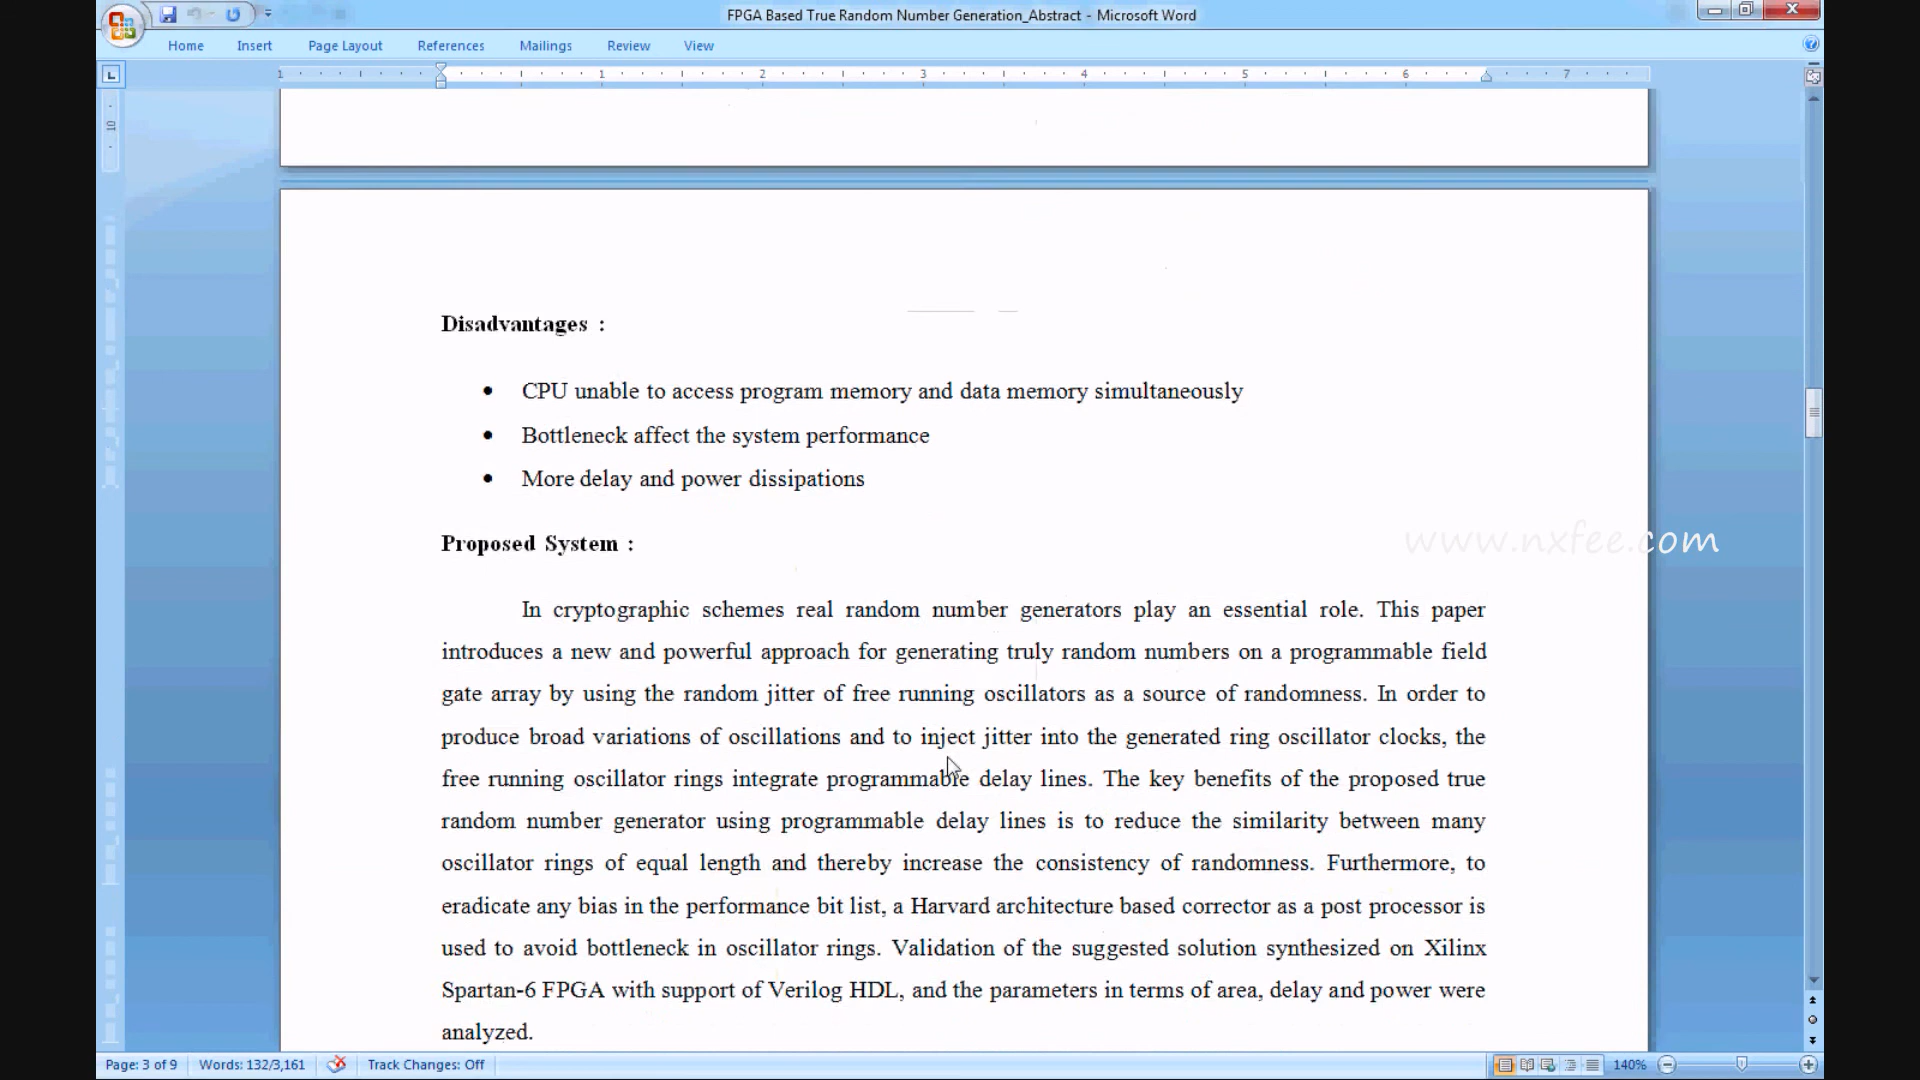 FPGA Based True Random Number Generation_Abstract - Microsoft Word
Home Insert Page Layout References Mailings Review View
1 1 2 3 4 5 6 7
10
Disadvantages :
• CPU unable to access program memory and data memory simultaneously
• Bottleneck affect the system performance
• More delay and power dissipations
Proposed System :
www.nxfee.com
In cryptographic schemes real random number generators play an essential role. This paper
introduces a new and powerful approach for generating truly random numbers on a programmable field
gate array by using the random jitter of free running oscillators as a source of randomness. In order to
produce broad variations of oscillations and to inject jitter into the generated ring oscillator clocks, the
free running oscillator rings integrate programmable delay lines. The key benefits of the proposed true
random number generator using programmable delay lines is to reduce the similarity between many
oscillator rings of equal length and thereby increase the consistency of randomness. Furthermore, to
eradicate any bias in the performance bit list, a Harvard architecture based corrector as a post processor is
used to avoid bottleneck in oscillator rings. Validation of the suggested solution synthesized on Xilinx
Spartan-6 FPGA with support of Verilog HDL, and the parameters in terms of area, delay and power were
analyzed.
Page: 3 of 9 Words: 132/3,161 Track Changes: Off 140%